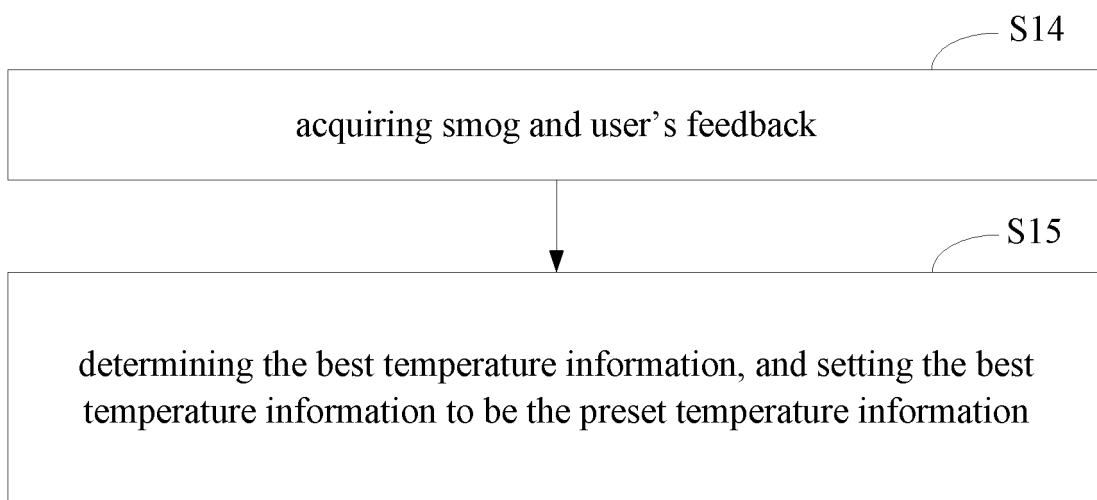 S14
acquiring smog and user’s feedback
S15
determining the best temperature information, and setting the best
temperature information to be the preset temperature information